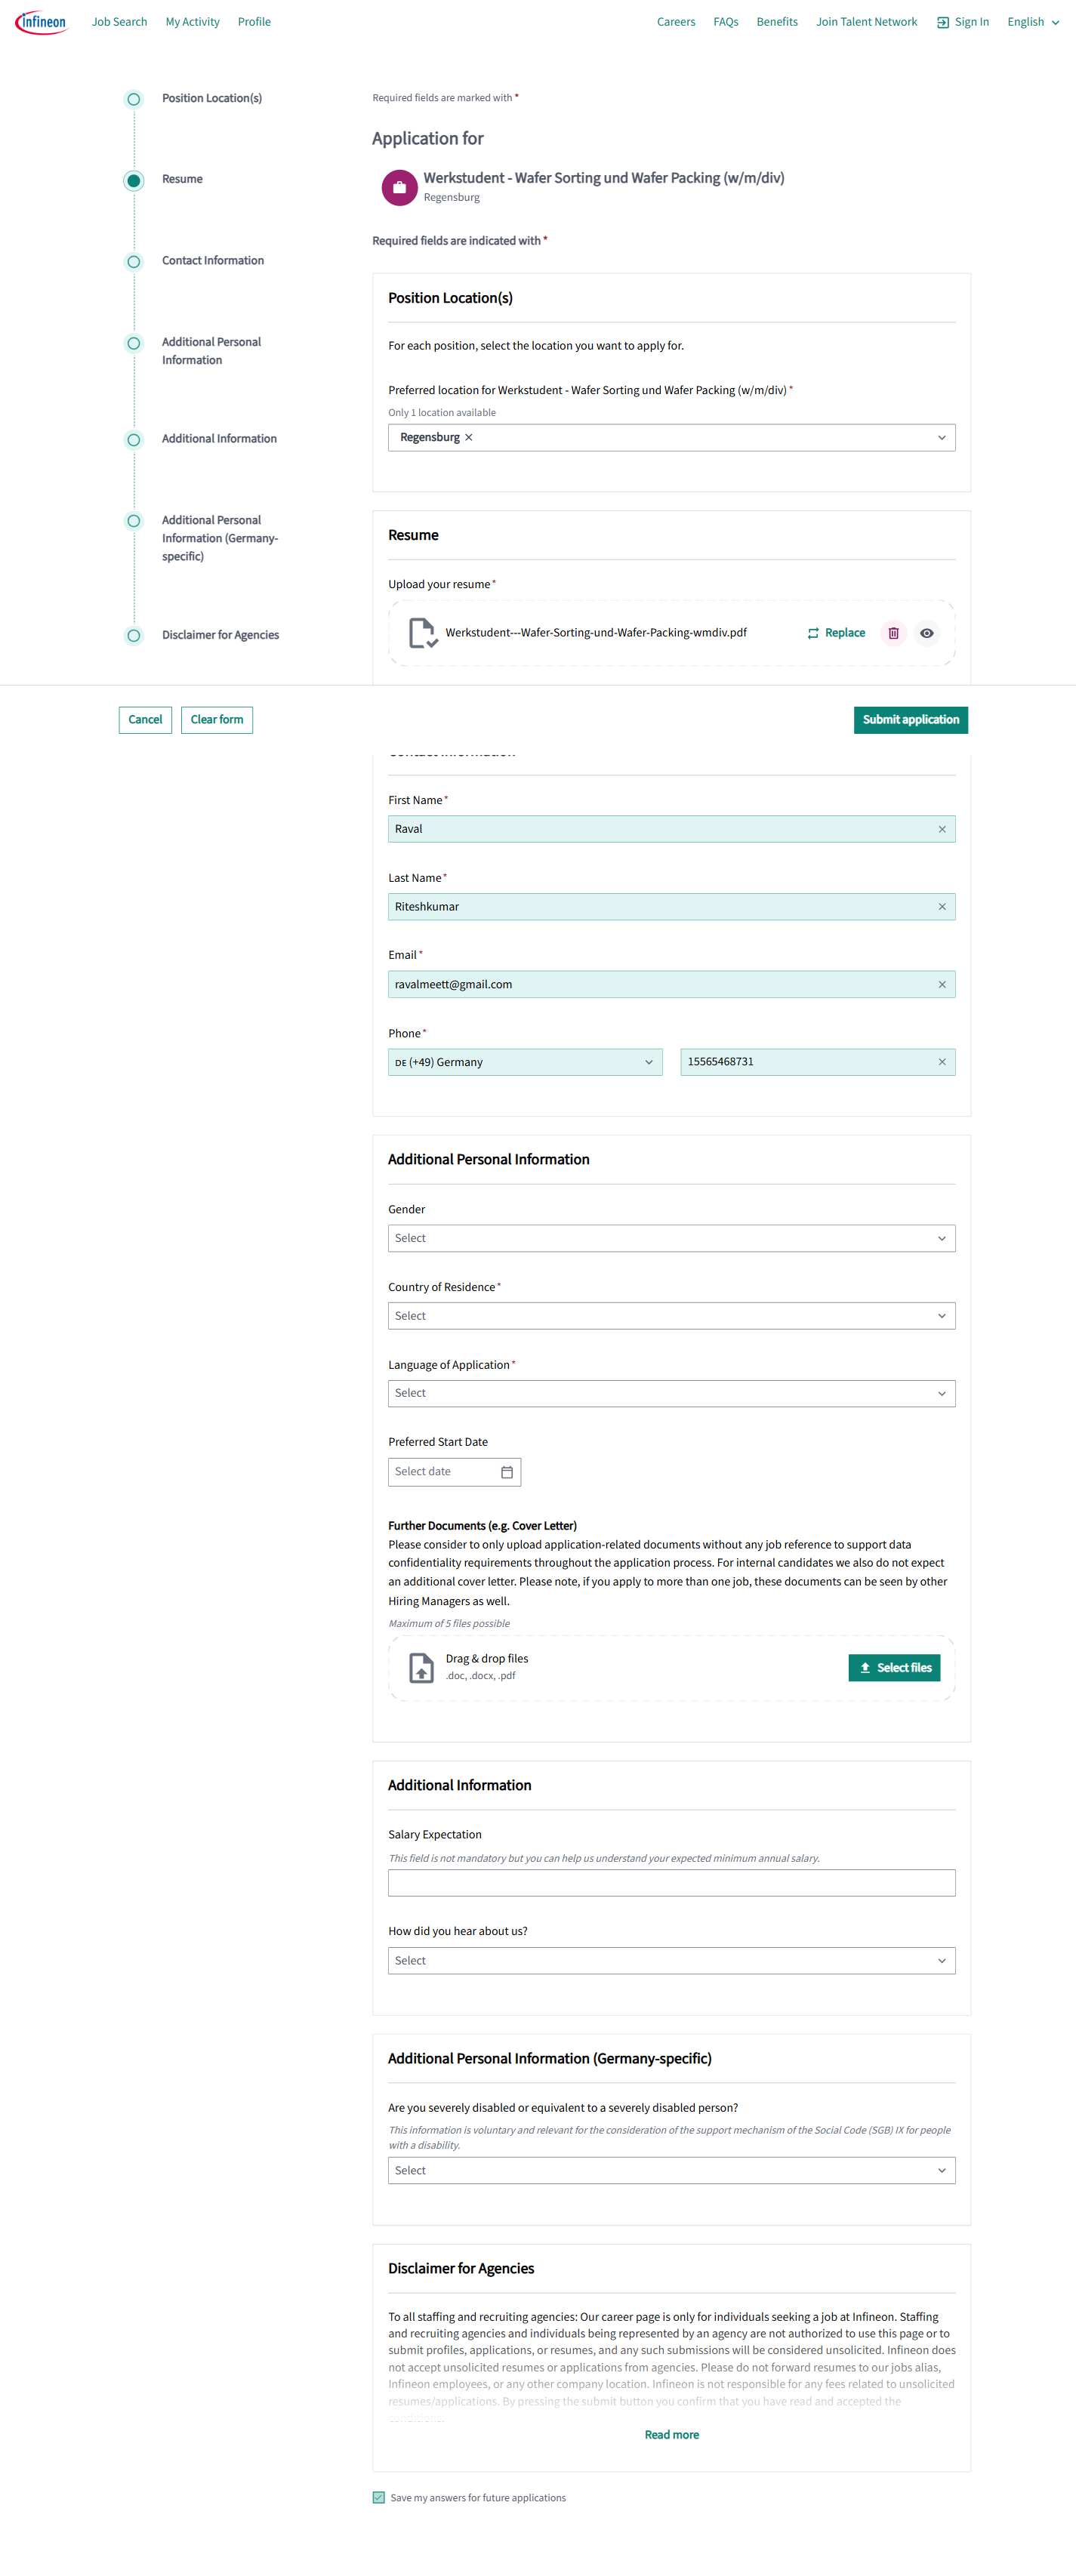 infineon
Job Search
My Activity
Profile
Careers
FAQs
Benefits
Join Talent Network
Sign In
English
Position Location(s)
Resume
Contact Information
Additional Personal
Information
Additional Information
Additional Personal
Information (Germany-
specific)
Disclaimer for Agencies
Required fields are marked with *
Application for
Werkstudent - Wafer Sorting und Wafer Packing (w/m/div)
Regensburg
Required fields are indicated with *
Position Location(s)
For each position, select the location you want to apply for.
Preferred location for Werkstudent - Wafer Sorting und Wafer Packing (w/m/div) *
Only 1 location available
Regensburg
Resume
Upload your resume *
Werkstudent---Wafer-Sorting-und-Wafer-Packing-wmdiv.pdf
Replace
Cancel
Clear form
Submit application
First Name *
Raval
Last Name *
Riteshkumar
Email *
ravalmeett@gmail.com
Phone *
DE (+49) Germany
15565468731
Additional Personal Information
Gender
Select
Country of Residence *
Select
Language of Application *
Select
Preferred Start Date
Select date
Further Documents (e.g. Cover Letter)
Please consider to only upload application-related documents without any job reference to support data
confidentiality requirements throughout the application process. For internal candidates we also do not expect
an additional cover letter. Please note, if you apply to more than one job, these documents can be seen by other
Hiring Managers as well.
Maximum of 5 files possible
Drag & drop files
.doc, .docx, .pdf
Select files
Additional Information
Salary Expectation
This field is not mandatory but you can help us understand your expected minimum annual salary.
How did you hear about us?
Select
Additional Personal Information (Germany-specific)
Are you severely disabled or equivalent to a severely disabled person?
This information is voluntary and relevant for the consideration of the support mechanism of the Social Code (SGB) IX for people
with a disability.
Select
Disclaimer for Agencies
To all staffing and recruiting agencies: Our career page is only for individuals seeking a job at Infineon. Staffing
and recruiting agencies and individuals being represented by an agency are not authorized to use this page or to
submit profiles, applications, or resumes, and any such submissions will be considered unsolicited. Infineon does
not accept unsolicited resumes or applications from agencies. Please do not forward resumes to our jobs alias,
Infineon employees, or any other company location. Infineon is not responsible for any fees related to unsolicited
resumes/applications. By pressing the submit button you confirm that you have read and accepted the
Read more
Save my answers for future applications